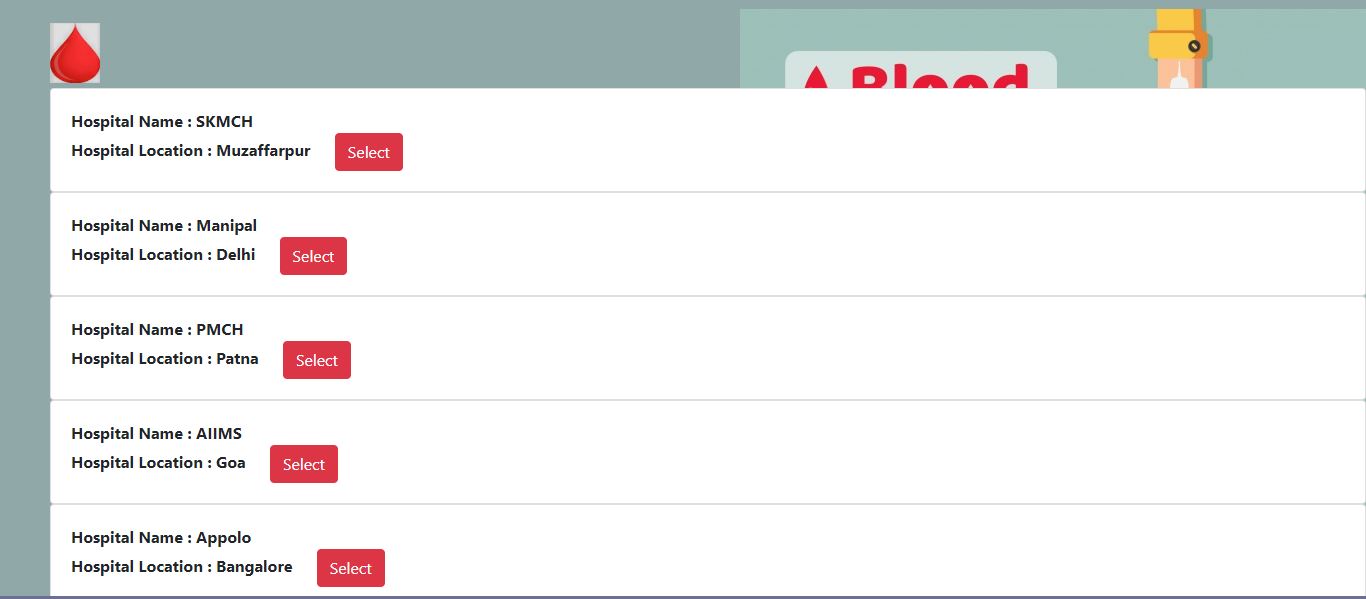 Blood
Hospital Name : SKMCH
Hospital Location : Muzaffarpur Select
Hospital Name : Manipal
Hospital Location : Delhi Select
Hospital Name : PMCH
Hospital Location : Patna Select
Hospital Name : AIIMS
Hospital Location : Goa Select
Hospital Name : Appolo
Hospital Location : Bangalore Select